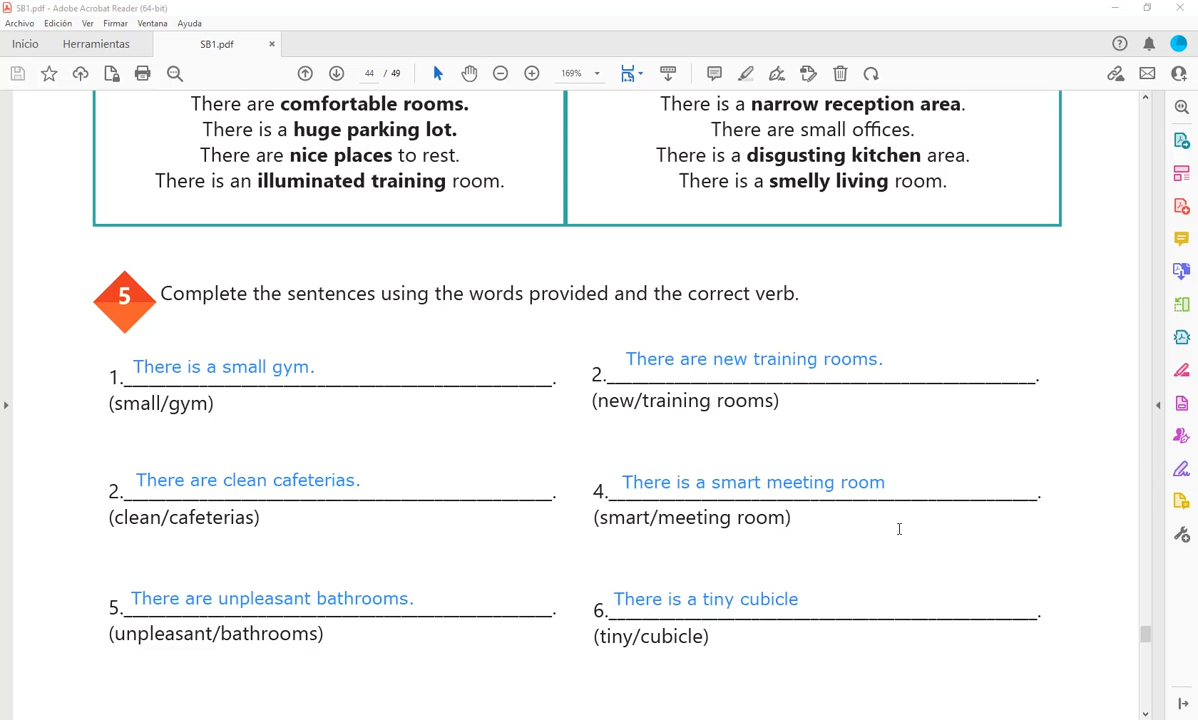 SB1.pdf - Adobe Acrobat Reader (64-bit)
Archivo Edición Ver Firmar Ventana Ayuda
Inicio Herramientas SB1.pdf ×
44 / 49 169%
There are comfortable rooms.
There is a huge parking lot.
There are nice places to rest.
There is an illuminated training room.
There is a narrow reception area.
There are small offices.
There is a disgusting kitchen area.
There is a smelly living room.
5 Complete the sentences using the words provided and the correct verb.
There is a small gym.
1.______________________________________.
(small/gym)
There are new training rooms.
2.______________________________________.
(new/training rooms)
There are clean cafeterias.
2.______________________________________.
(clean/cafeterias)
There is a smart meeting room
4.______________________________________.
(smart/meeting room)
There are unpleasant bathrooms.
5.______________________________________.
(unpleasant/bathrooms)
There is a tiny cubicle
6.______________________________________.
(tiny/cubicle)